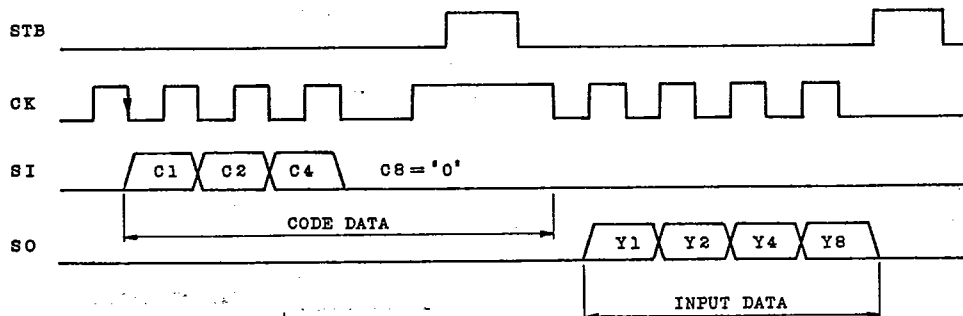 STB
CK
SI C1 C2 C4 C8="0"
CODE DATA
SO Y1 Y2 Y4 Y8
INPUT DATA